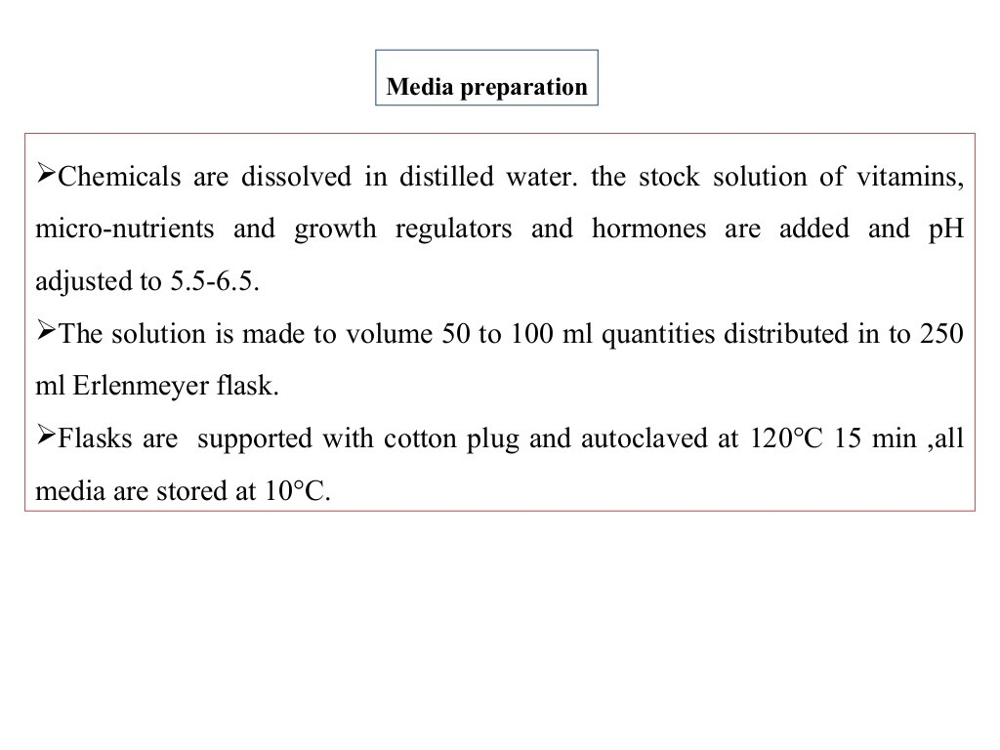 Media preparation
➢Chemicals are dissolved in distilled water. the stock solution of vitamins,
micro-nutrients and growth regulators and hormones are added and pH
adjusted to 5.5-6.5.
➢The solution is made to volume 50 to 100 ml quantities distributed in to 250
ml Erlenmeyer flask.
➢Flasks are  supported with cotton plug and autoclaved at 120°C 15 min ,all
media are stored at 10°C.